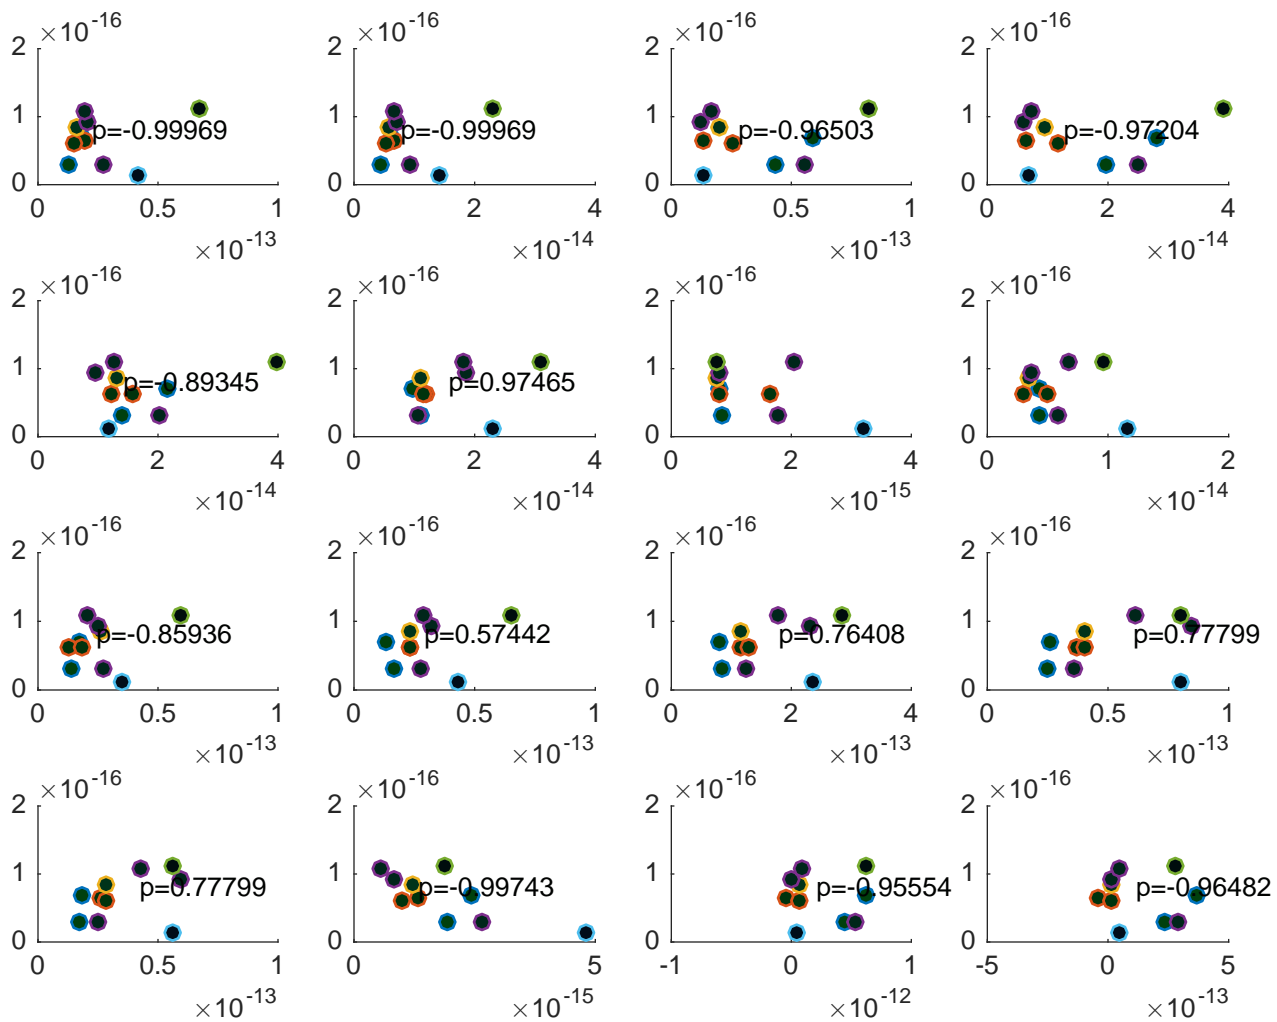 ×10-16 ×10-16 ×10-16 ×10-16
2 2 2 2
1 p=-0.99969 1 p=-0.99969 1 p=-0.96503 1 p=-0.97204
0 0 0 0
0 0.5 1 0 2 4 0 0.5 1 0 2 4
×10-13 ×10-14 ×10-13 ×10-14
×10-16 ×10-16 ×10-16 ×10-16
2 2 2 2
1 p=-0.89345 1 p=0.97465 1 1
0 0 0 0
0 2 4 0 2 4 0 2 4 0 1 2
×10-14 ×10-14 ×10-15 ×10-14
×10-16 ×10-16 ×10-16 ×10-16
2 2 2 2
1 p=-0.85936 1 p=0.57442 1 p=0.76408 1 p=0.77799
0 0 0 0
0 0.5 1 0 0.5 1 0 2 4 0 0.5 1
×10-13 ×10-13 ×10-13 ×10-13
×10-16 ×10-16 ×10-16 ×10-16
2 2 2 2
1 p=0.77799 1 p=-0.99743 1 p=-0.95554 1 p=-0.96482
0 0 0 0
0 0.5 1 0 5 -1 0 1 -5 0 5
×10-13 ×10-15 ×10-12 ×10-13